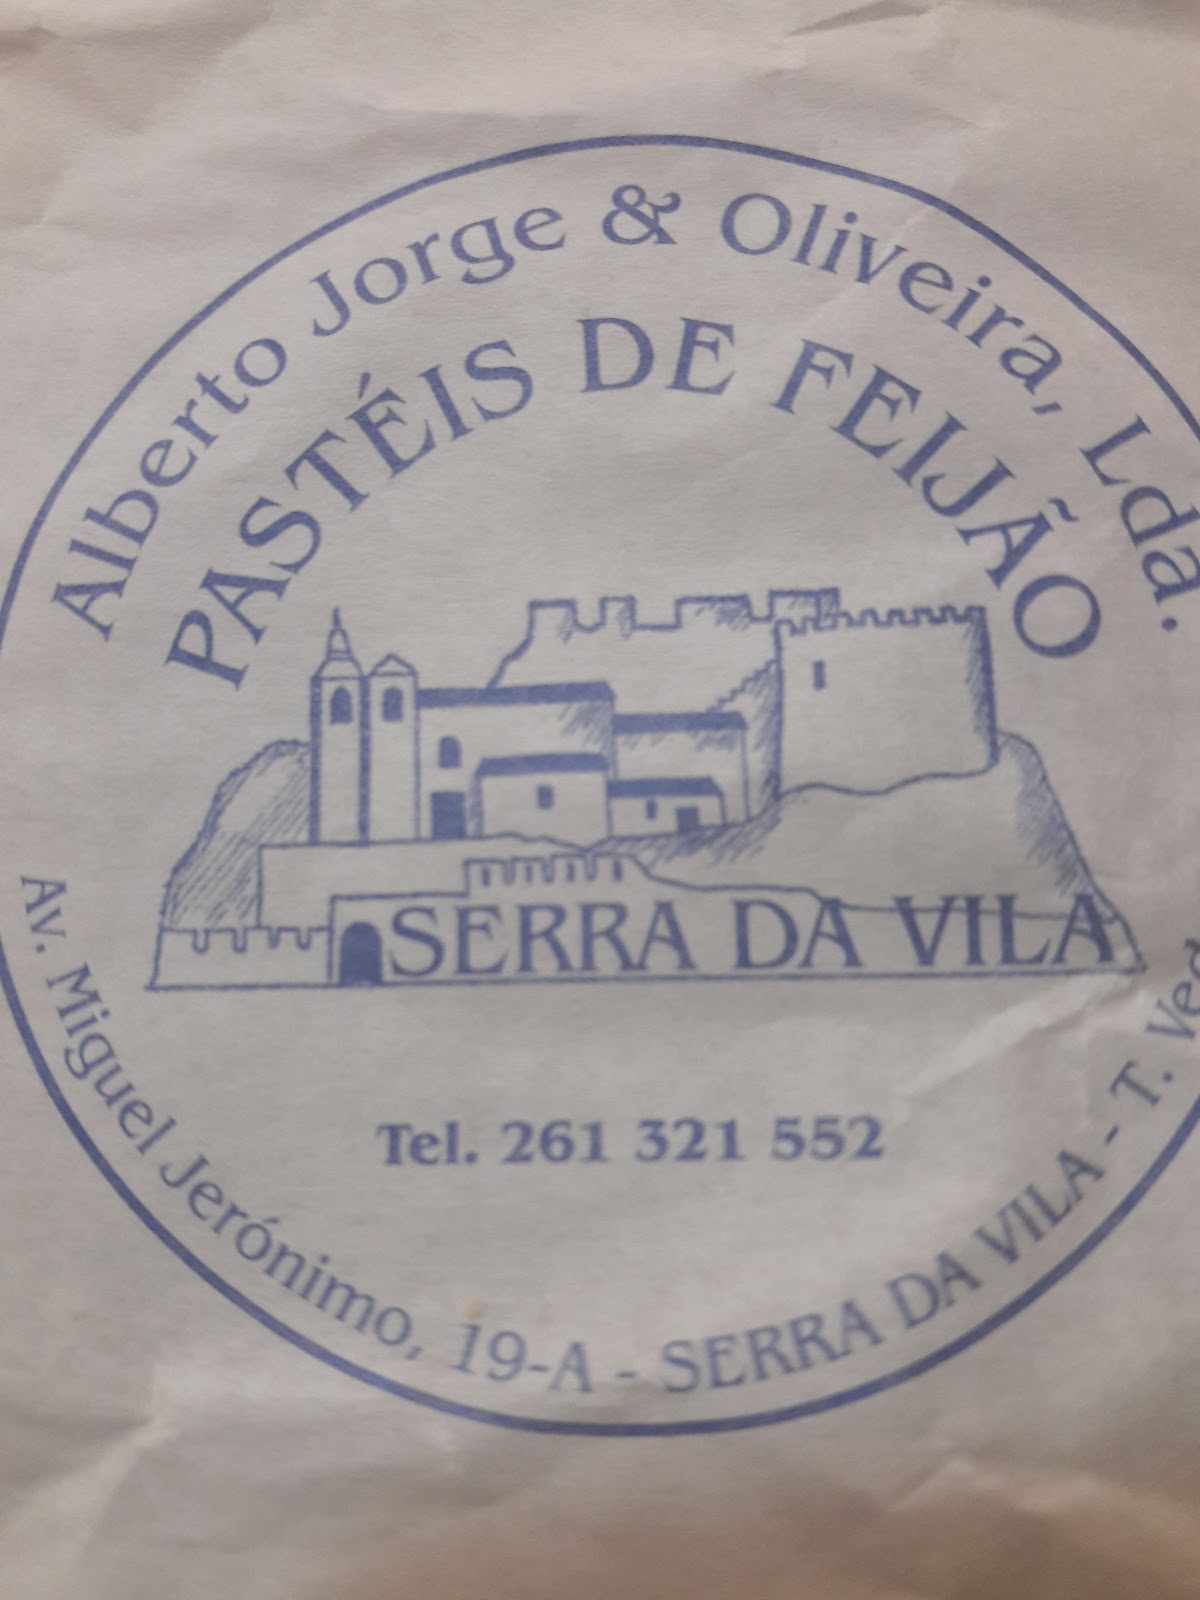 Alberto Jorge & Oliveira, Lda.
PASTÉIS DE FEIJÃO
SERRA DA VILA
Tel. 261 321 552
Av. Miguel Jerónimo, 19-A - SERRA DA VILA - T. Ved